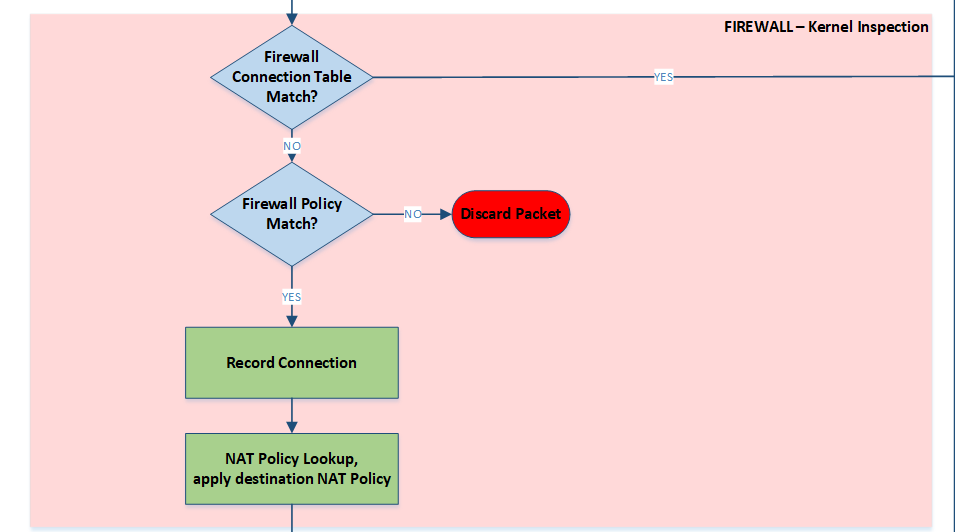 FIREWALL – Kernel Inspection
Firewall
Connection Table
Match?
YES
NO
Firewall Policy
Match?
NO
Discard Packet
YES
Record Connection
NAT Policy Lookup,
apply destination NAT Policy